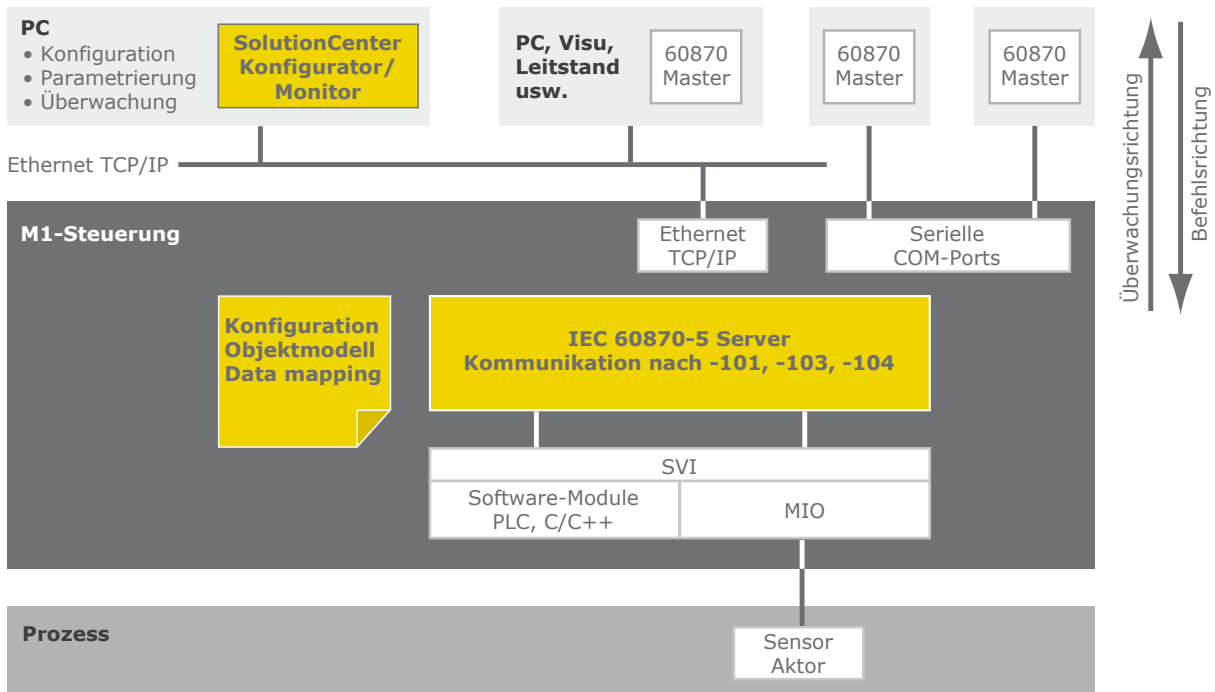 PC
• Konfiguration
• Parametrierung
• Überwachung
SolutionCenter
Konfigurator/
Monitor
PC, Visu,
Leitstand
usw.
60870
Master
60870
Master
60870
Master
Überwachungsrichtung
Befehlsrichtung
Ethernet TCP/IP
M1-Steuerung
Ethernet
TCP/IP
Serielle
COM-Ports
Konfiguration
Objektmodell
Data mapping
IEC 60870-5 Server
Kommunikation nach -101, -103, -104
SVI
Software-Module
PLC, C/C++
MIO
Prozess
Sensor
Aktor